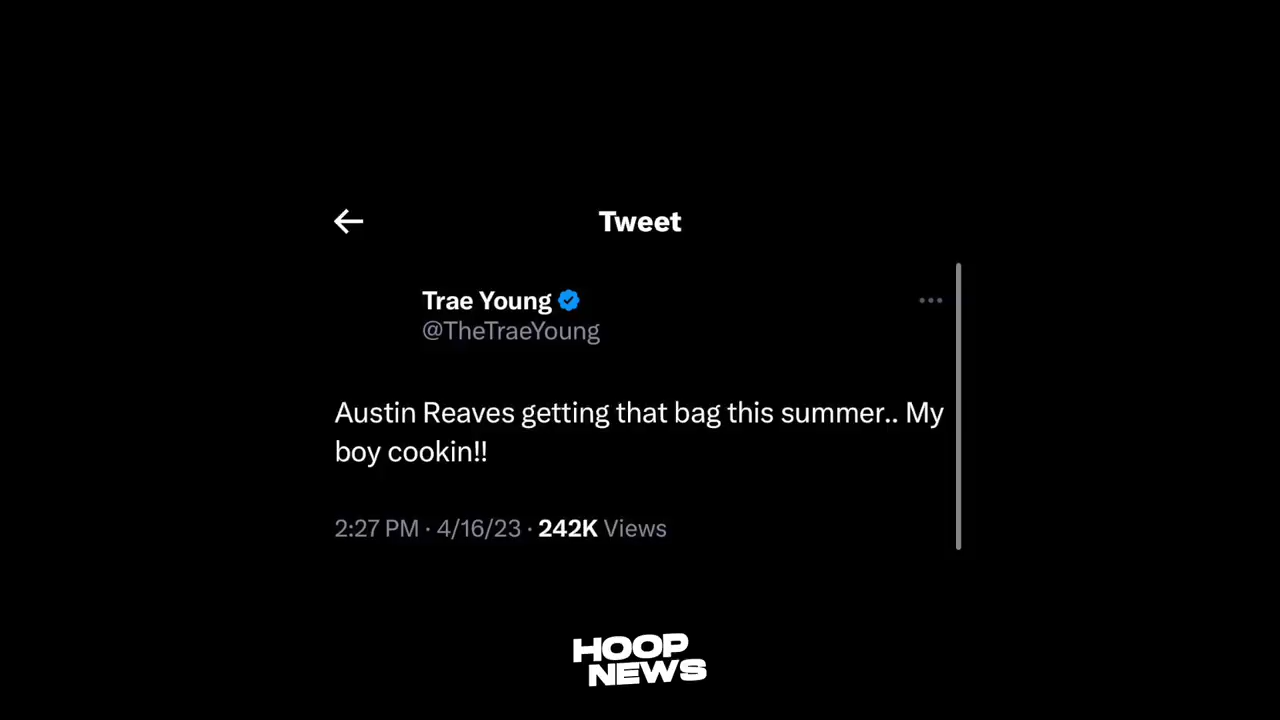 Tweet
Trae Young
@TheTraeYoung
Austin Reaves getting that bag this summer.. My
boy cookin!!
2:27 PM · 4/16/23 · 242K Views
HOOP
NEWS